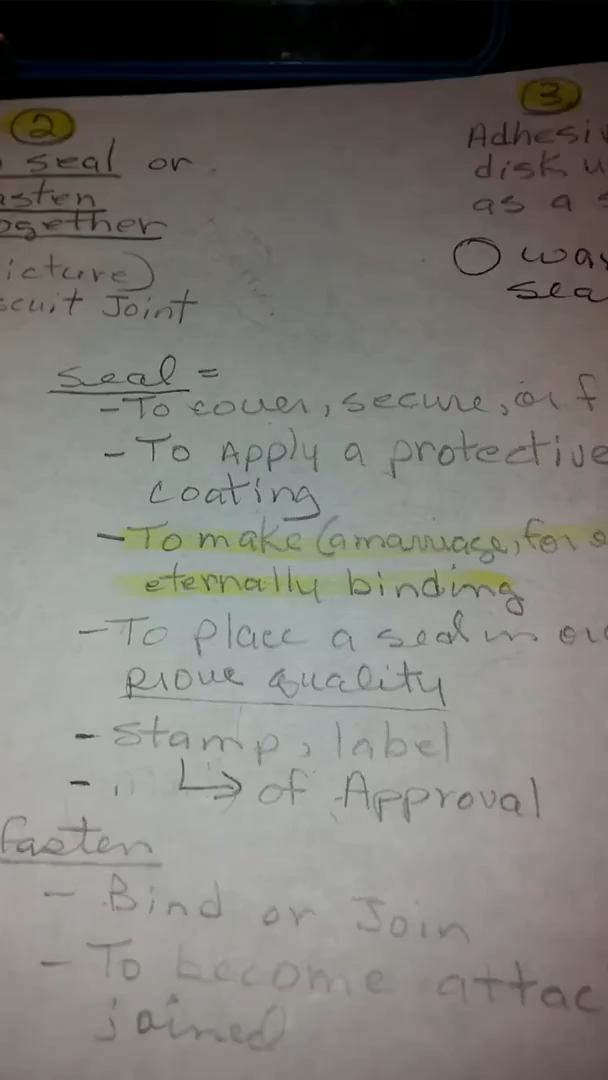 2
seal or
asten
ogether
icture)
scuit Joint
3
Adhesi
disk u
as a s
wax
sea
seal =
- To cover, secure, or f
- To Apply a protective
coating
- To make (a marriage, for
eternally binding
- To place a seal in
prove quality
- stamp, label
- " ↳ of Approval
fasten
- Bind or Join
- To become attac
joined